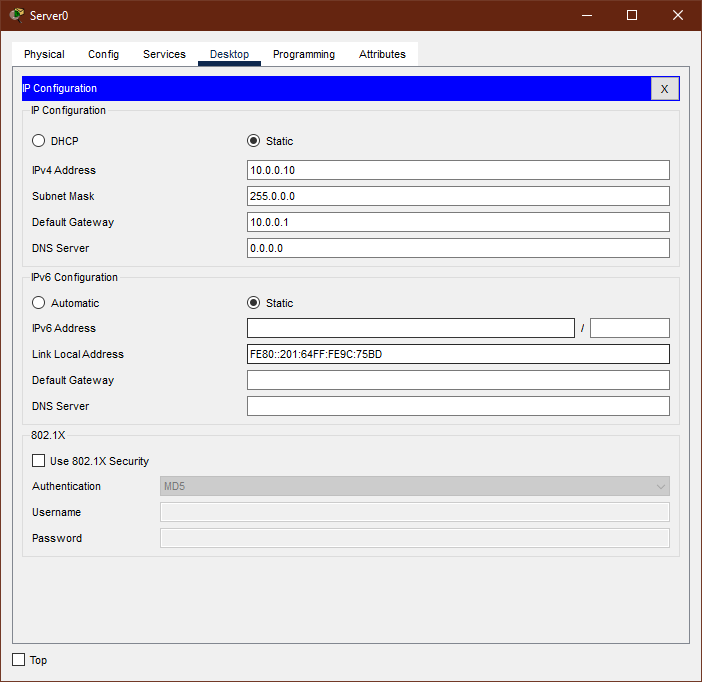 Server0
Physical Config Services Desktop Programming Attributes
IP Configuration X
IP Configuration
DHCP Static
IPv4 Address 10.0.0.10
Subnet Mask 255.0.0.0
Default Gateway 10.0.0.1
DNS Server 0.0.0.0
IPv6 Configuration
Automatic Static
IPv6 Address /
Link Local Address FE80::201:64FF:FE9C:75BD
Default Gateway
DNS Server
802.1X
Use 802.1X Security
Authentication MD5
Username
Password
Top